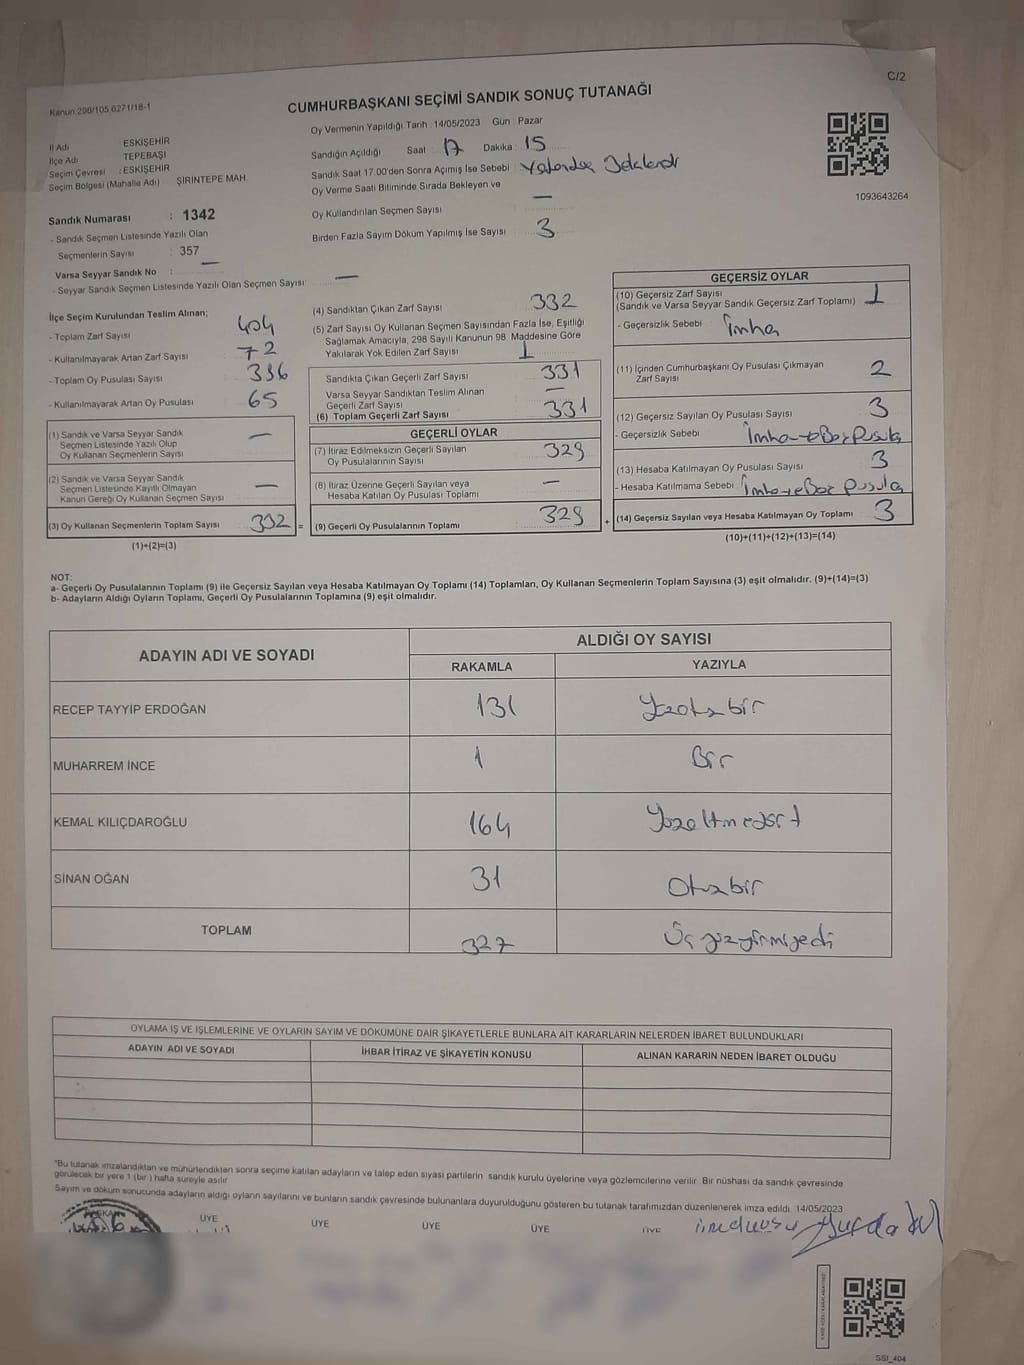 C/2
Kanun.298/105,6271/18-1
CUMHURBAŞKANI SEÇİMİ SANDIK SONUÇ TUTANAĞI
Oy Vermenin Yapıldığı Tarih : 14/05/2023 Gün : Pazar
İl Adı ESKİŞEHİR
İlçe Adı TEPEBAŞI
Seçim Çevresi : ESKİŞEHİR
Seçim Bölgesi (Mahalle Adı) ŞİRİNTEPE MAH.
Sandığın Açıldığı Saat : 17 Dakika : 15
Sandık Saat 17.00'den Sonra Açımış İse Sebebi
Oy Verme Saati Bitiminde Sırada Bekleyen ve
Oy Kullandırılan Seçmen Sayısı : —
Birden Fazla Sayım Döküm Yapılmış İse Sayısı : 3
1093643264
Sandık Numarası : 1342
- Sandık Seçmen Listesinde Yazılı Olan
Seçmenlerin Sayısı : 357
Varsa Seyyar Sandık No : —
- Seyyar Sandık Seçmen Listesinde Yazılı Olan Seçmen Sayısı: —
İlçe Seçim Kurulundan Teslim Alınan;
- Toplam Zarf Sayısı 404
- Kullanılmayarak Artan Zarf Sayısı 72
- Toplam Oy Pusulası Sayısı 396
- Kullanılmayarak Artan Oy Pusulası 65
(1) Sandık ve Varsa Seyyar Sandık
Seçmen Listesinde Yazılı Olup
Oy Kullanan Seçmenlerin Sayısı —
(2) Sandık ve Varsa Seyyar Sandık
Seçmen Listesinde Kayıtlı Olmayan
Kanun Gereği Oy Kullanan Seçmen Sayısı —
(3) Oy Kullanan Seçmenlerin Toplam Sayısı 332 =
(1)+(2)=(3)
(4) Sandıktan Çıkan Zarf Sayısı 332
(5) Zarf Sayısı Oy Kullanan Seçmen Sayısından Fazla İse, Eşitliği
Sağlamak Amacıyla, 298 Sayılı Kanunun 98. Maddesine Göre
Yakılarak Yok Edilen Zarf Sayısı 1
Sandıkta Çıkan Geçerli Zarf Sayısı 331
Varsa Seyyar Sandıktan Teslim Alınan
Geçerli Zarf Sayısı —
(6) Toplam Geçerli Zarf Sayısı 331
GEÇERLİ OYLAR
(7) İtiraz Edilmeksizin Geçerli Sayılan
Oy Pusulalarının Sayısı 329
(8) İtiraz Üzerine Geçerli Sayılan veya
Hesaba Katılan Oy Pusulası Toplamı —
(9) Geçerli Oy Pusulalarının Toplamı 329 +
GEÇERSİZ OYLAR
(10) Geçersiz Zarf Sayısı
(Sandık ve Varsa Seyyar Sandık Geçersiz Zarf Toplamı) 1
- Geçersizlik Sebebi : İmha
(11) İçinden Cumhurbaşkanı Oy Pusulası Çıkmayan
Zarf Sayısı 2
(12) Geçersiz Sayılan Oy Pusulası Sayısı 3
- Geçersizlik Sebebi : İmha ve Boz Pusula
(13) Hesaba Katılmayan Oy Pusulası Sayısı 3
- Hesaba Katılmama Sebebi : İmha ve Boz Pusula
(14) Geçersiz Sayılan veya Hesaba Katılmayan Oy Toplamı 3
(10)+(11)+(12)+(13)=(14)
NOT:
a- Geçerli Oy Pusulalarının Toplamı (9) ile Geçersiz Sayılan veya Hesaba Katılmayan Oy Toplamı (14) Toplamları, Oy Kullanan Seçmenlerin Toplam Sayısına (3) eşit olmalıdır. (9)+(14)=(3)
b- Adayların Aldığı Oyların Toplamı, Geçerli Oy Pusulalarının Toplamına (9) eşit olmalıdır.
ADAYIN ADI VE SOYADI ALDIĞI OY SAYISI
RAKAMLA YAZIYLA
RECEP TAYYİP ERDOĞAN 131 Yüzotuzbir
MUHARREM İNCE 1 Bir
KEMAL KILIÇDAROĞLU 164 Yüzaltmışdört
SİNAN OĞAN 31 Otuzbir
TOPLAM 327 Üçyüzyirmiyedi
OYLAMA İŞ VE İŞLEMLERİNE VE OYLARIN SAYIM VE DÖKÜMÜNE DAİR ŞİKAYETLERLE BUNLARA AİT KARARLARIN NELERDEN İBARET BULUNDUKLARI
ADAYIN ADI VE SOYADI İHBAR İTİRAZ VE ŞİKAYETİN KONUSU ALINAN KARARIN NEDEN İBARET OLDUĞU
*Bu tutanak imzalandıktan ve mühürlendikten sonra seçime katılan adayların ve talep eden siyasi partilerin sandık kurulu üyelerine veya gözlemcilerine verilir. Bir nüshası da sandık çevresinde
görülecek bir yere 1 (bir ) hafta süreyle asılır
Sayım ve döküm sonucunda adayların aldığı oyların sayılarını ve bunların sandık çevresinde bulunanlara duyurulduğunu gösteren bu tutanak tarafımızdan düzenlenerek imza edildi. 14/05/2023
BAŞKAN ÜYE ÜYE ÜYE ÜYE ÜYE
SSI_404